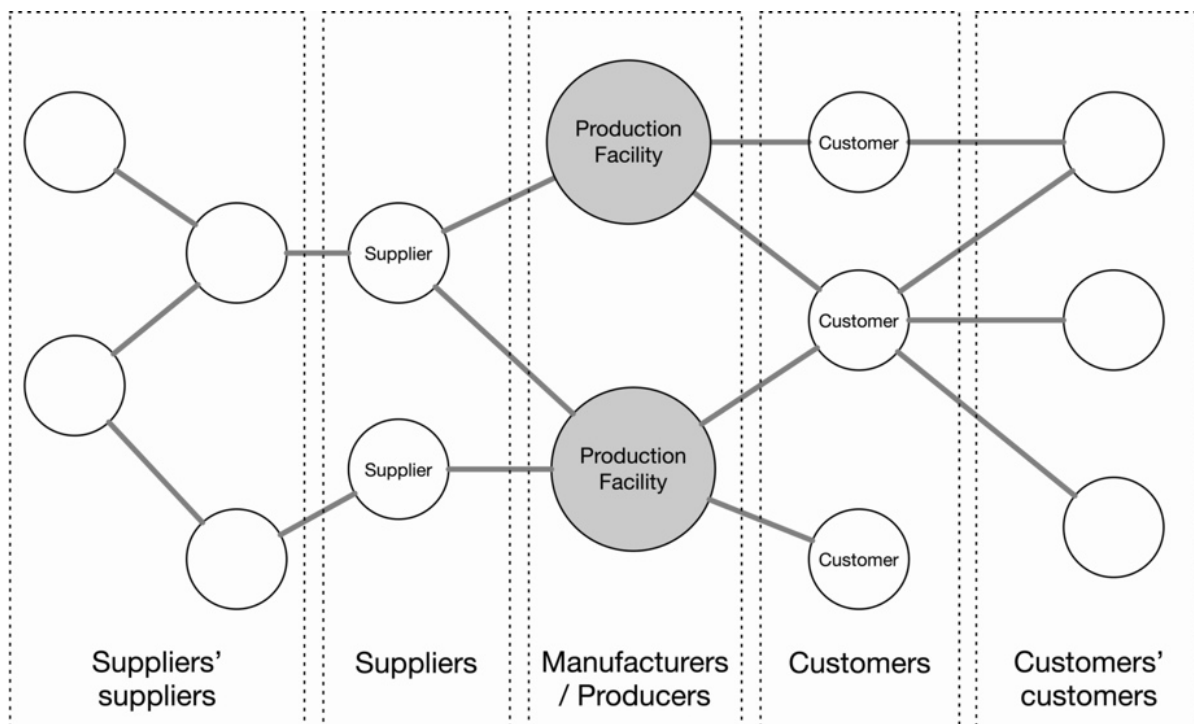 Production
Facility
Customer
Supplier
Customer
Supplier
Production
Facility
Customer
Suppliers’
suppliers
Suppliers
Manufacturers
/ Producers
Customers
Customers’
customers